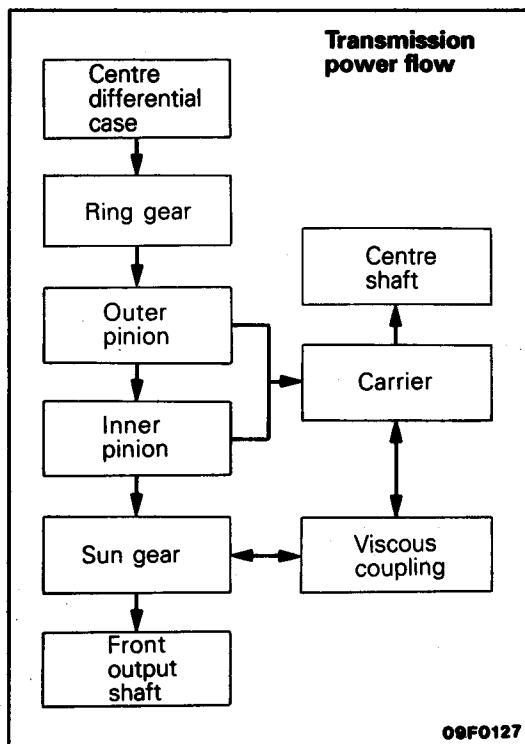 Transmission
power flow
Centre
differential
case
Ring gear
Outer
pinion
Inner
pinion
Sun gear
Front
output
shaft
Centre
shaft
Carrier
Viscous
coupling
09F0127